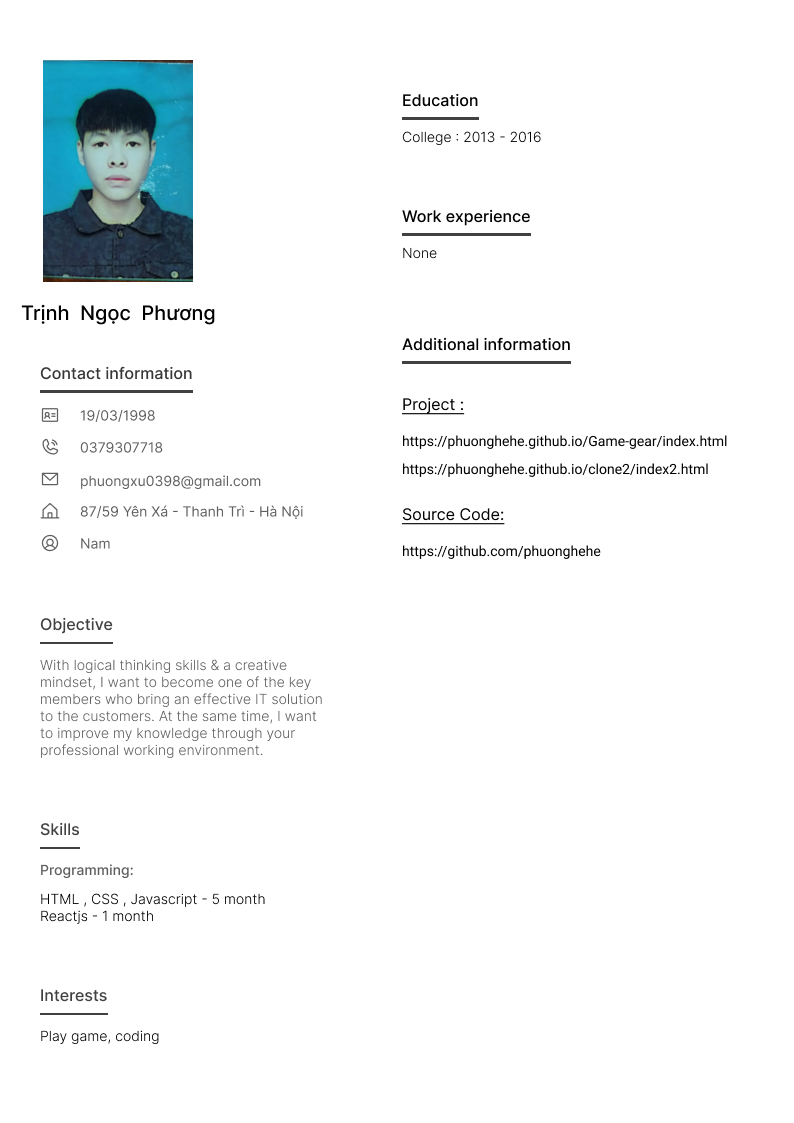 Trịnh Ngọc Phương
Contact information
19/03/1998
0379307718
phuongxu0398@gmail.com
87/59 Yên Xá - Thanh Trì - Hà Nội
Nam
Objective
With logical thinking skills & a creative
mindset, I want to become one of the key
members who bring an effective IT solution
to the customers. At the same time, I want
to improve my knowledge through your
professional working environment.
Skills
Programming:
HTML , CSS , Javascript - 5 month
Reactjs - 1 month
Interests
Play game, coding
Education
College : 2013 - 2016
Work experience
None
Additional information
Project :
https://phuonghehe.github.io/Game-gear/index.html
https://phuonghehe.github.io/clone2/index2.html
Source Code:
https://github.com/phuonghehe